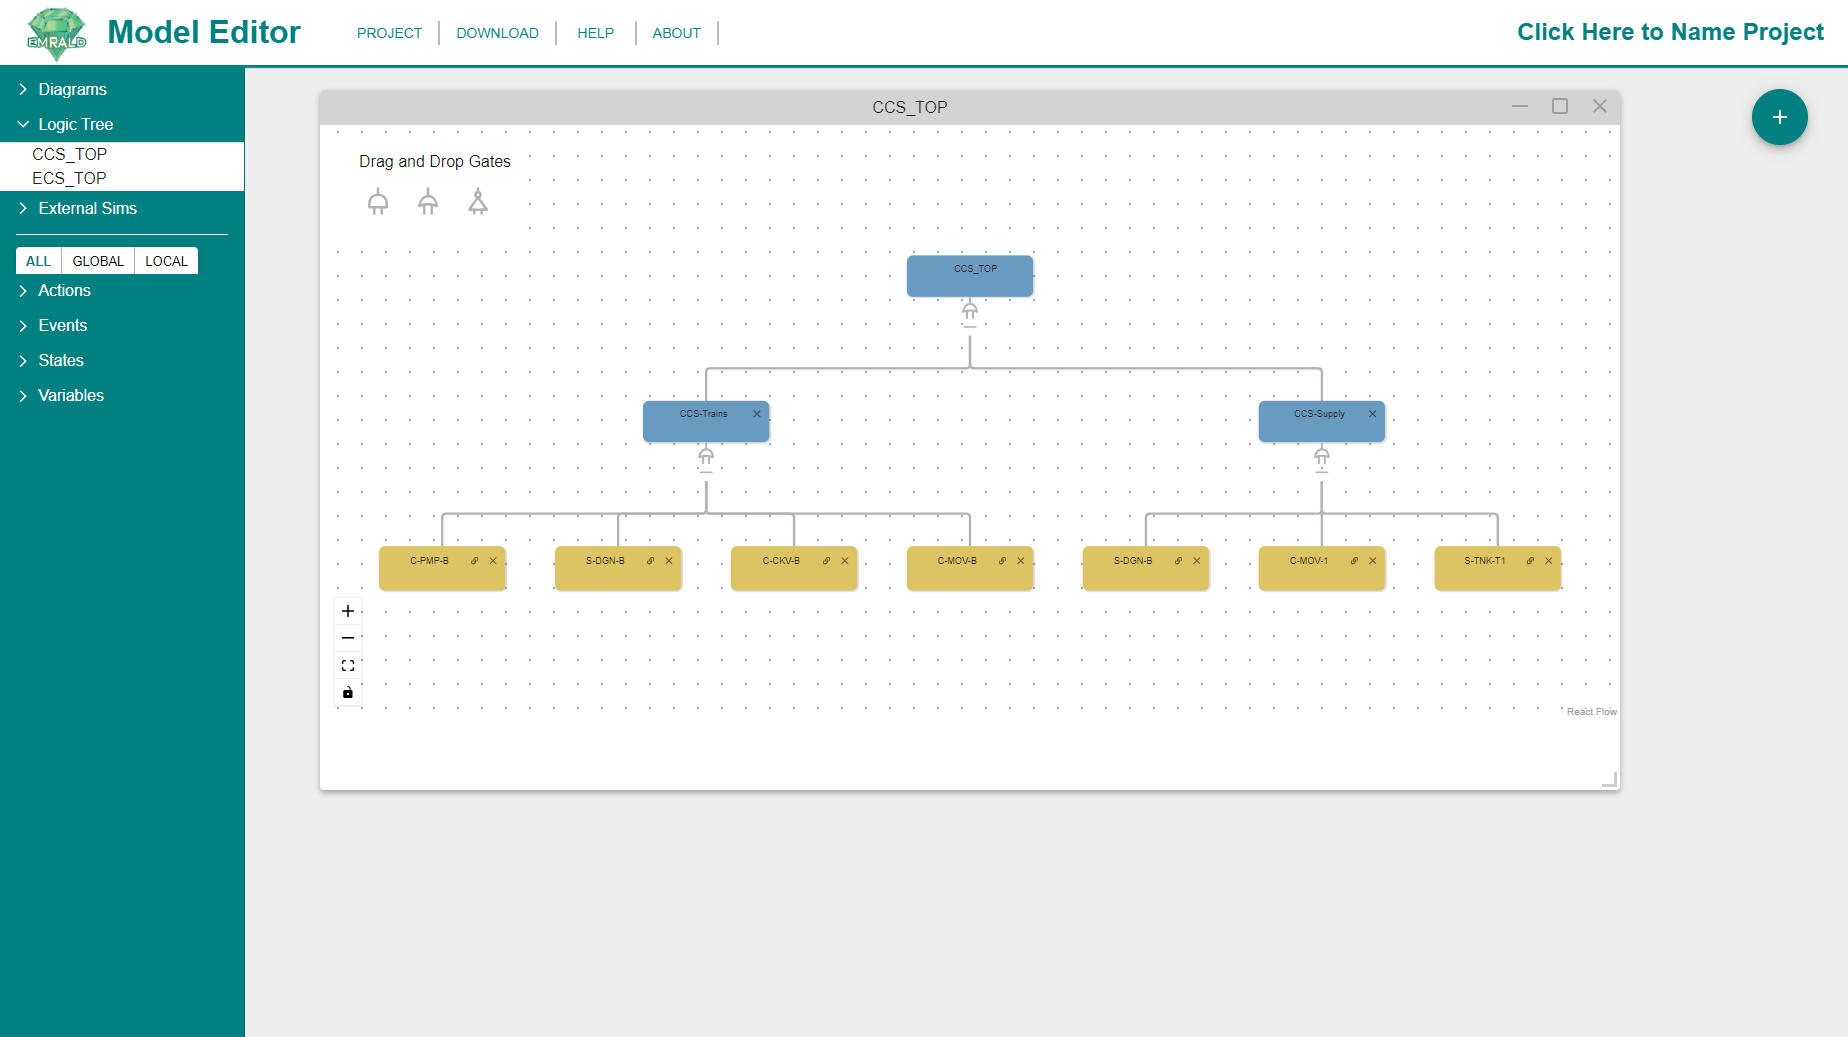 EMRALD
Model Editor
PROJECT
DOWNLOAD
HELP
ABOUT
Click Here to Name Project
Diagrams
Logic Tree
CCS_TOP
ECS_TOP
External Sims
ALL
GLOBAL
LOCAL
Actions
Events
States
Variables
CCS_TOP
Drag and Drop Gates
CCS_TOP
CCS-Trains
CCS-Supply
C-PMP-B
S-DGN-B
C-CKV-B
C-MOV-B
S-DGN-B
C-MOV-1
S-TNK-T1
React Flow